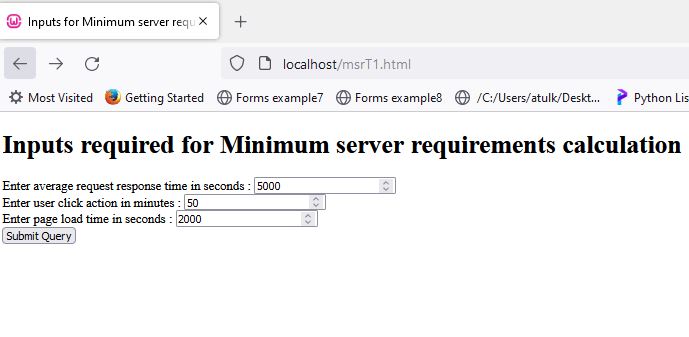 Inputs for Minimum server requ
localhost/msrT1.html
Most Visited Getting Started Forms example7 Forms example8 /C:/Users/atulk/Deskt... Python Lis
Inputs required for Minimum server requirements calculation
Enter average request response time in seconds : 5000
Enter user click action in minutes : 50
Enter page load time in seconds : 2000
Submit Query